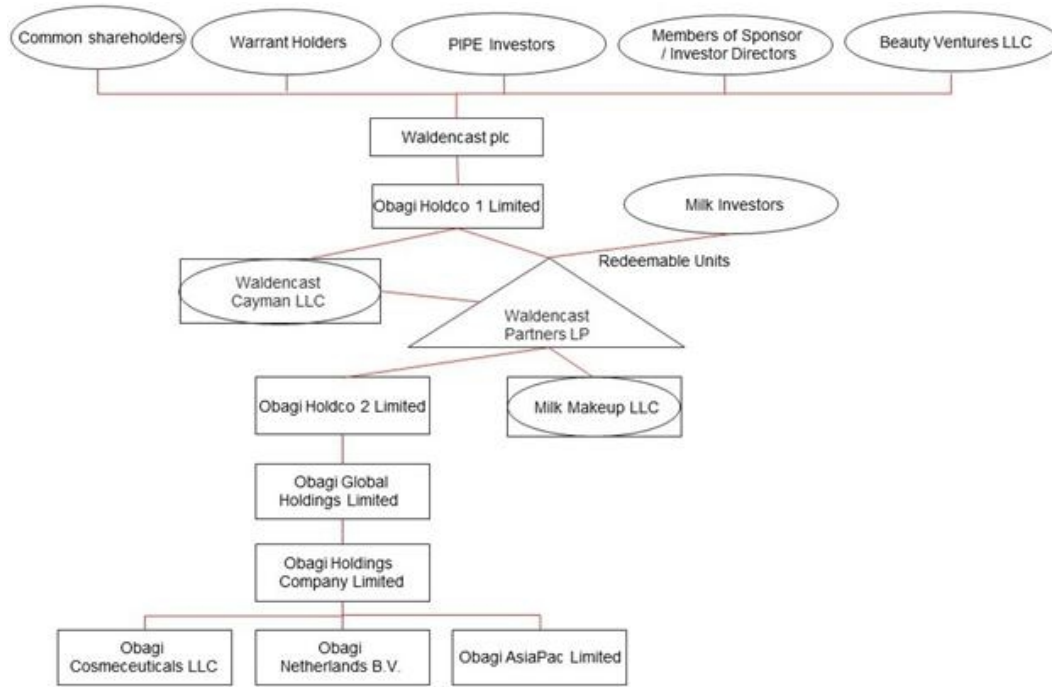 Common shareholders
Warrant Holders
PIPE Investors
Members of Sponsor
/ Investor Directors
Beauty Ventures LLC
Waldencast plc
Obagi Holdco 1 Limited
Milk Investors
Redeemable Units
Waldencast
Cayman LLC
Waldencast
Partners LP
Obagi Holdco 2 Limited
Milk Makeup LLC
Obagi Global
Holdings Limited
Obagi Holdings
Company Limited
Obagi
Cosmeceuticals LLC
Obagi
Netherlands B.V.
Obagi AsiaPac Limited